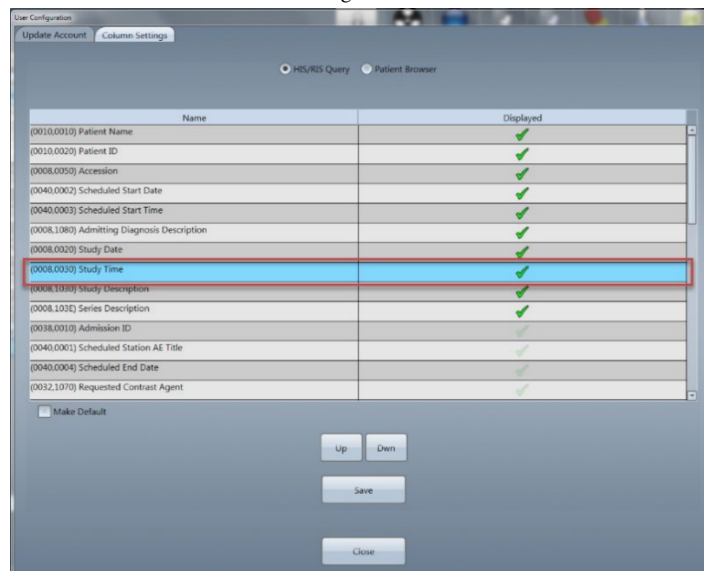 User Configuration
Update Account Column Settings
HIS/RIS Query Patient Browser
Name Displayed
(0010,0010) Patient Name
(0010,0020) Patient ID
(0008,0050) Accession
(0040,0002) Scheduled Start Date
(0040,0003) Scheduled Start Time
(0008,1080) Admitting Diagnosis Description
(0008,0020) Study Date
(0008,0030) Study Time
(0008,1030) Study Description
(0008,103E) Series Description
(0038,0010) Admission ID
(0040,0001) Scheduled Station AE Title
(0040,0004) Scheduled End Date
(0032,1070) Requested Contrast Agent
Make Default
Up Dwn
Save
Close